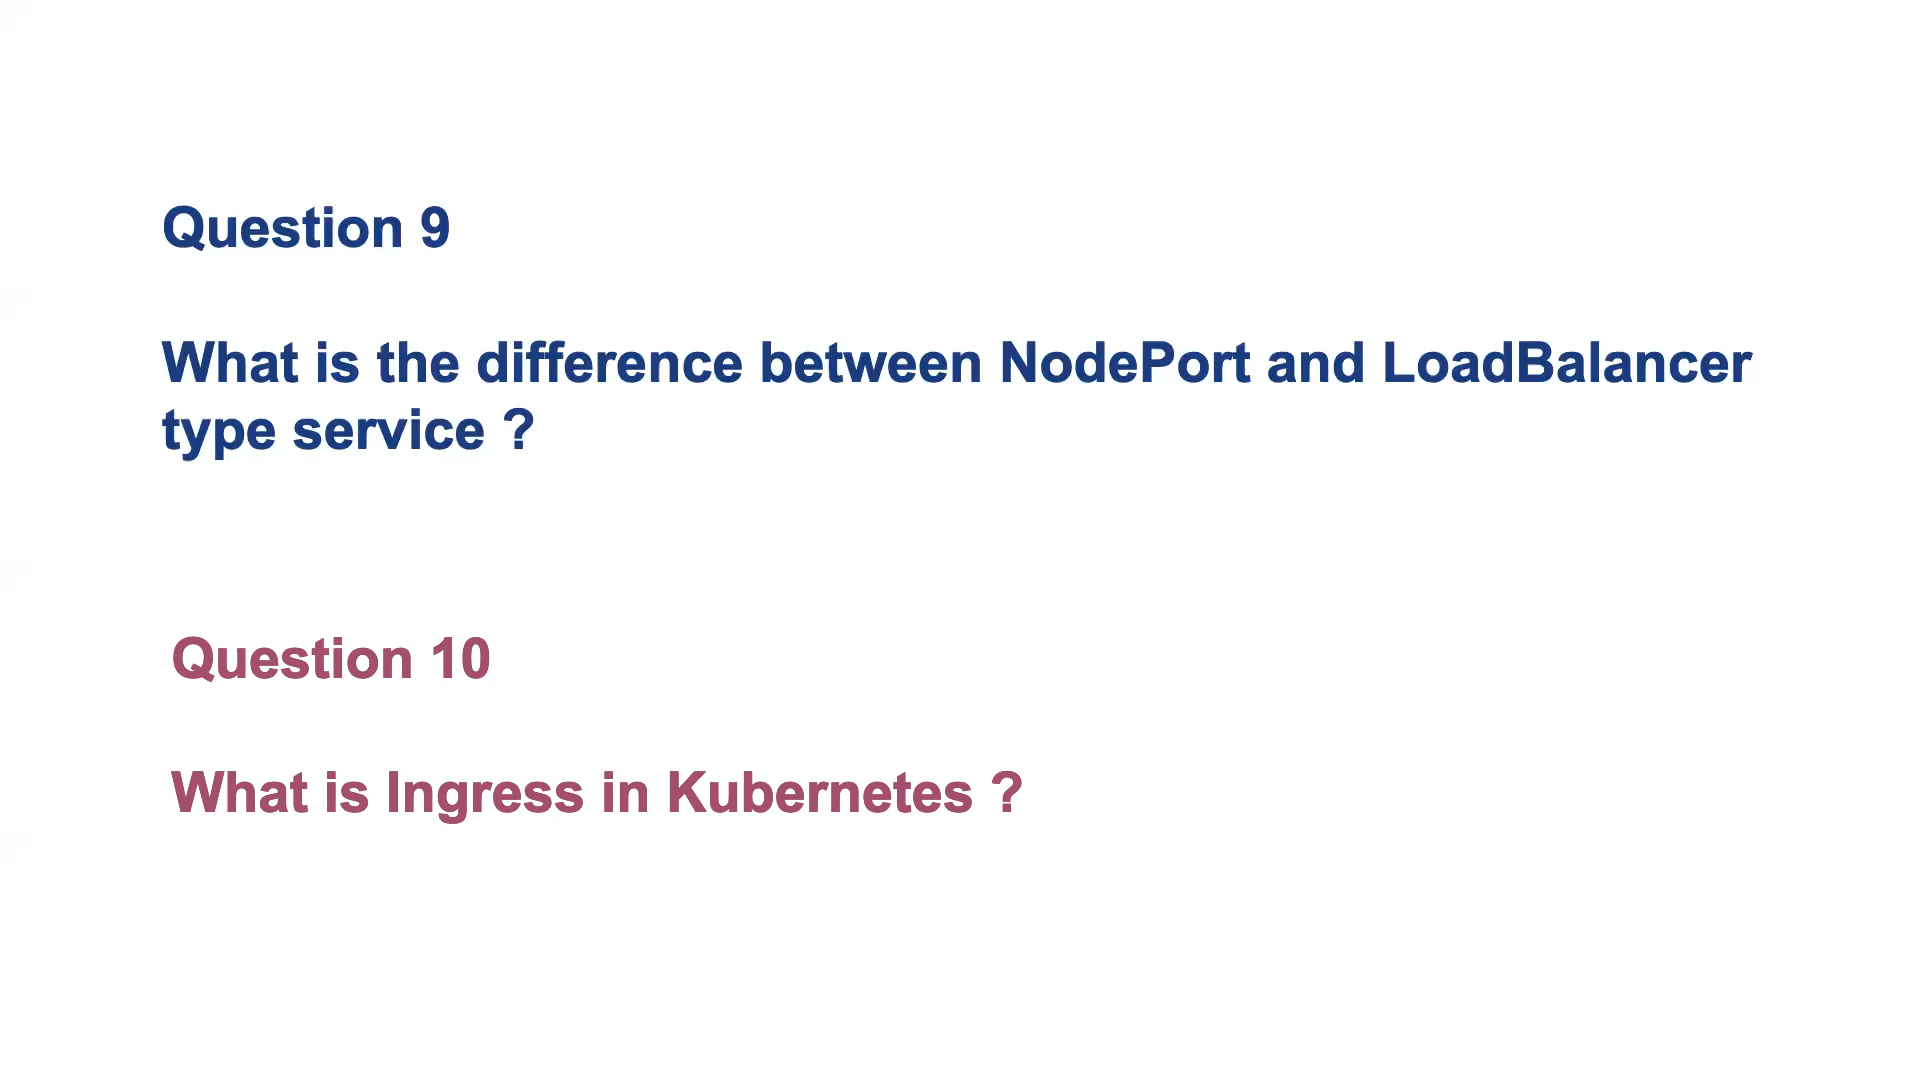 Question 9
What is the difference between NodePort and LoadBalancer
type service ?
Question 10
What is Ingress in Kubernetes ?